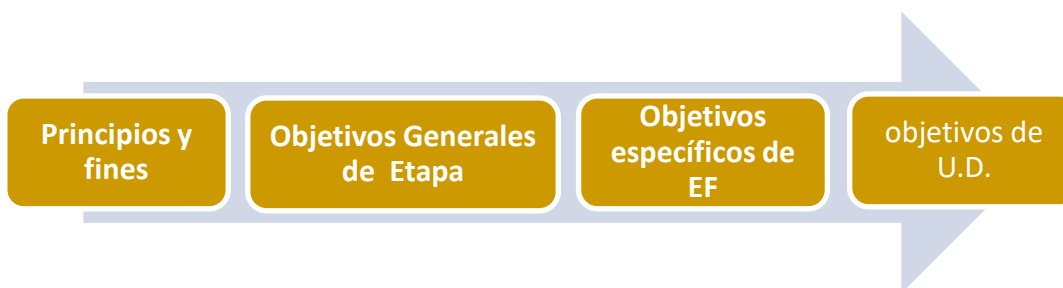 Principios y
fines
Objetivos Generales
de Etapa
Objetivos
específicos de
EF
objetivos de
U.D.